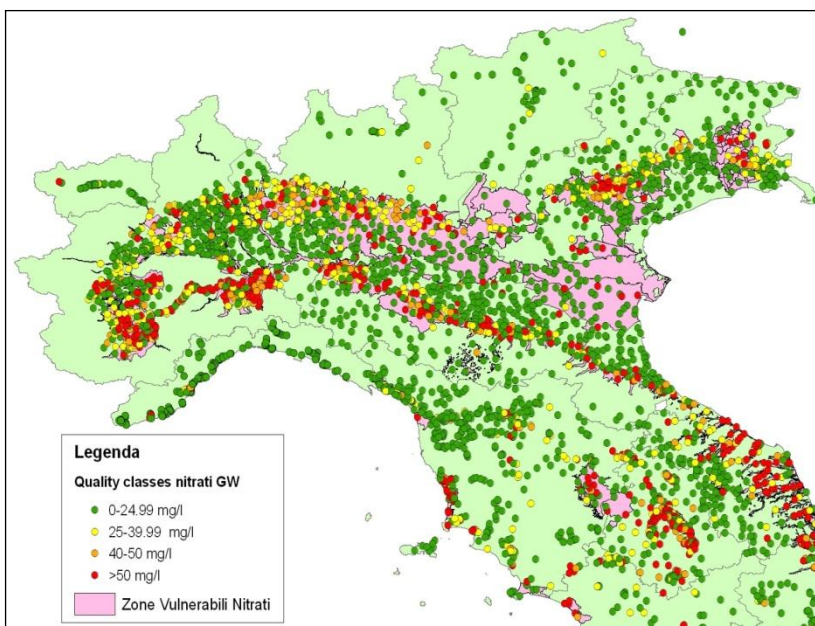 Legenda
Quality classes nitrati GW
0-24.99 mg/l
25-39.99 mg/l
40-50 mg/l
>50 mg/l
Zone Vulnerabili Nitrati